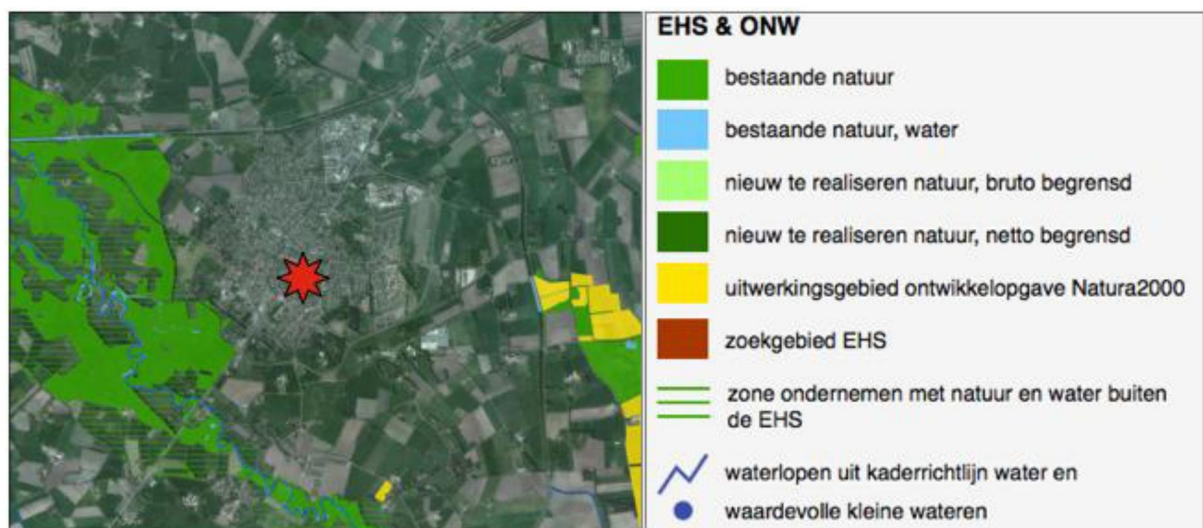 EHS & ONW
bestaande natuur
bestaande natuur, water
nieuw te realiseren natuur, bruto begrensd
nieuw te realiseren natuur, netto begrensd
uitwerkingsgebied ontwikkelopgave Natura2000
zoekgebied EHS
zone ondernemen met natuur en water buiten
de EHS
waterlopen uit kaderrichtlijn water en
waardevolle kleine wateren